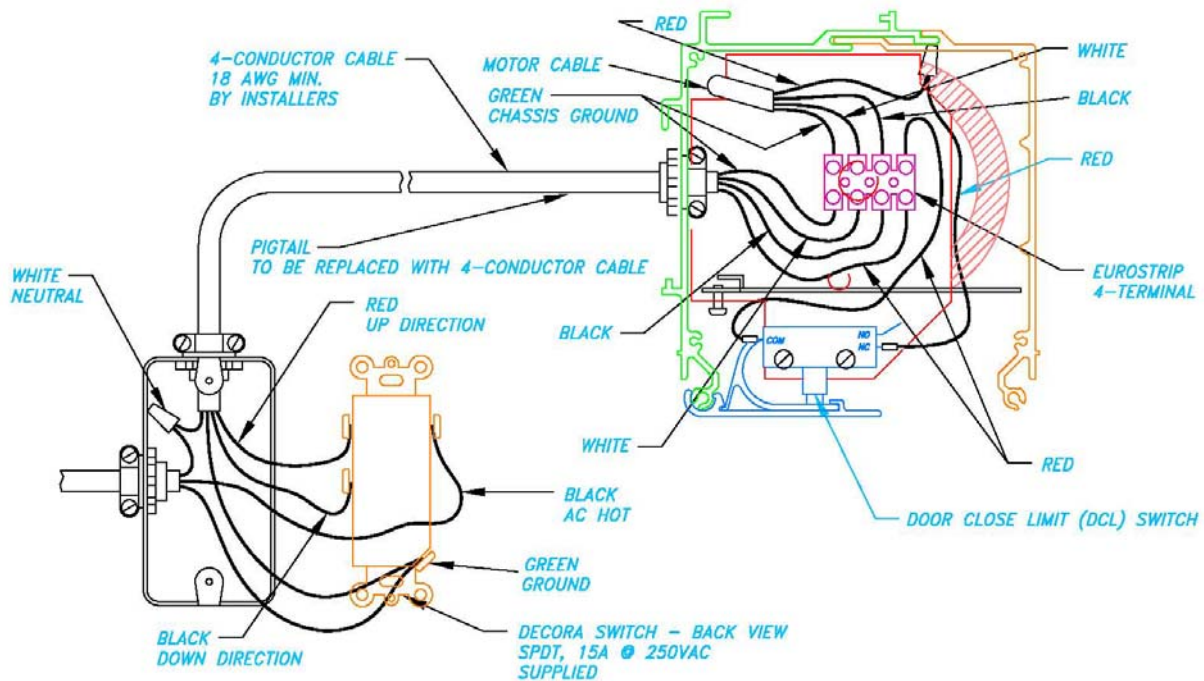 RED
4-CONDUCTOR CABLE
18 AWG MIN.
BY INSTALLERS
MOTOR CABLE
GREEN
CHASSIS GROUND
WHITE
BLACK
RED
PIGTAIL
TO BE REPLACED WITH 4-CONDUCTOR CABLE
WHITE
NEUTRAL
RED
UP DIRECTION
BLACK
EUROSTRIP
4-TERMINAL
COM
NO
NC
WHITE
RED
BLACK
AC HOT
DOOR CLOSE LIMIT (DCL) SWITCH
GREEN
GROUND
BLACK
DOWN DIRECTION
DECORA SWITCH - BACK VIEW
SPDT, 15A @ 250VAC
SUPPLIED